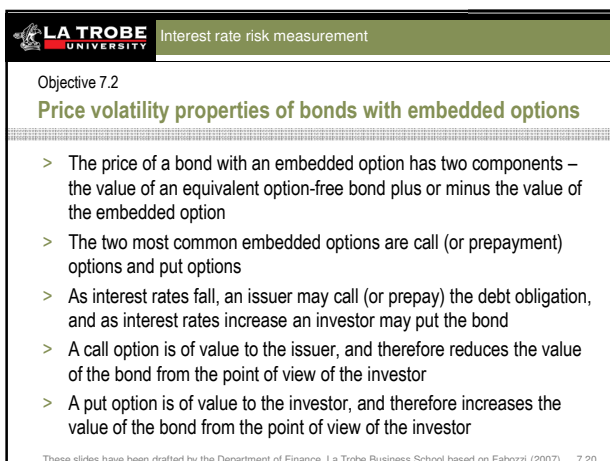 LA TROBE
UNIVERSITY
Interest rate risk measurement
Objective 7.2
Price volatility properties of bonds with embedded options
> The price of a bond with an embedded option has two components –
the value of an equivalent option-free bond plus or minus the value of
the embedded option
> The two most common embedded options are call (or prepayment)
options and put options
> As interest rates fall, an issuer may call (or prepay) the debt obligation,
and as interest rates increase an investor may put the bond
> A call option is of value to the issuer, and therefore reduces the value
of the bond from the point of view of the investor
> A put option is of value to the investor, and therefore increases the
value of the bond from the point of view of the investor
These slides have been drafted by the Department of Finance, La Trobe Business School based on Fabozzi (2007) 7.20